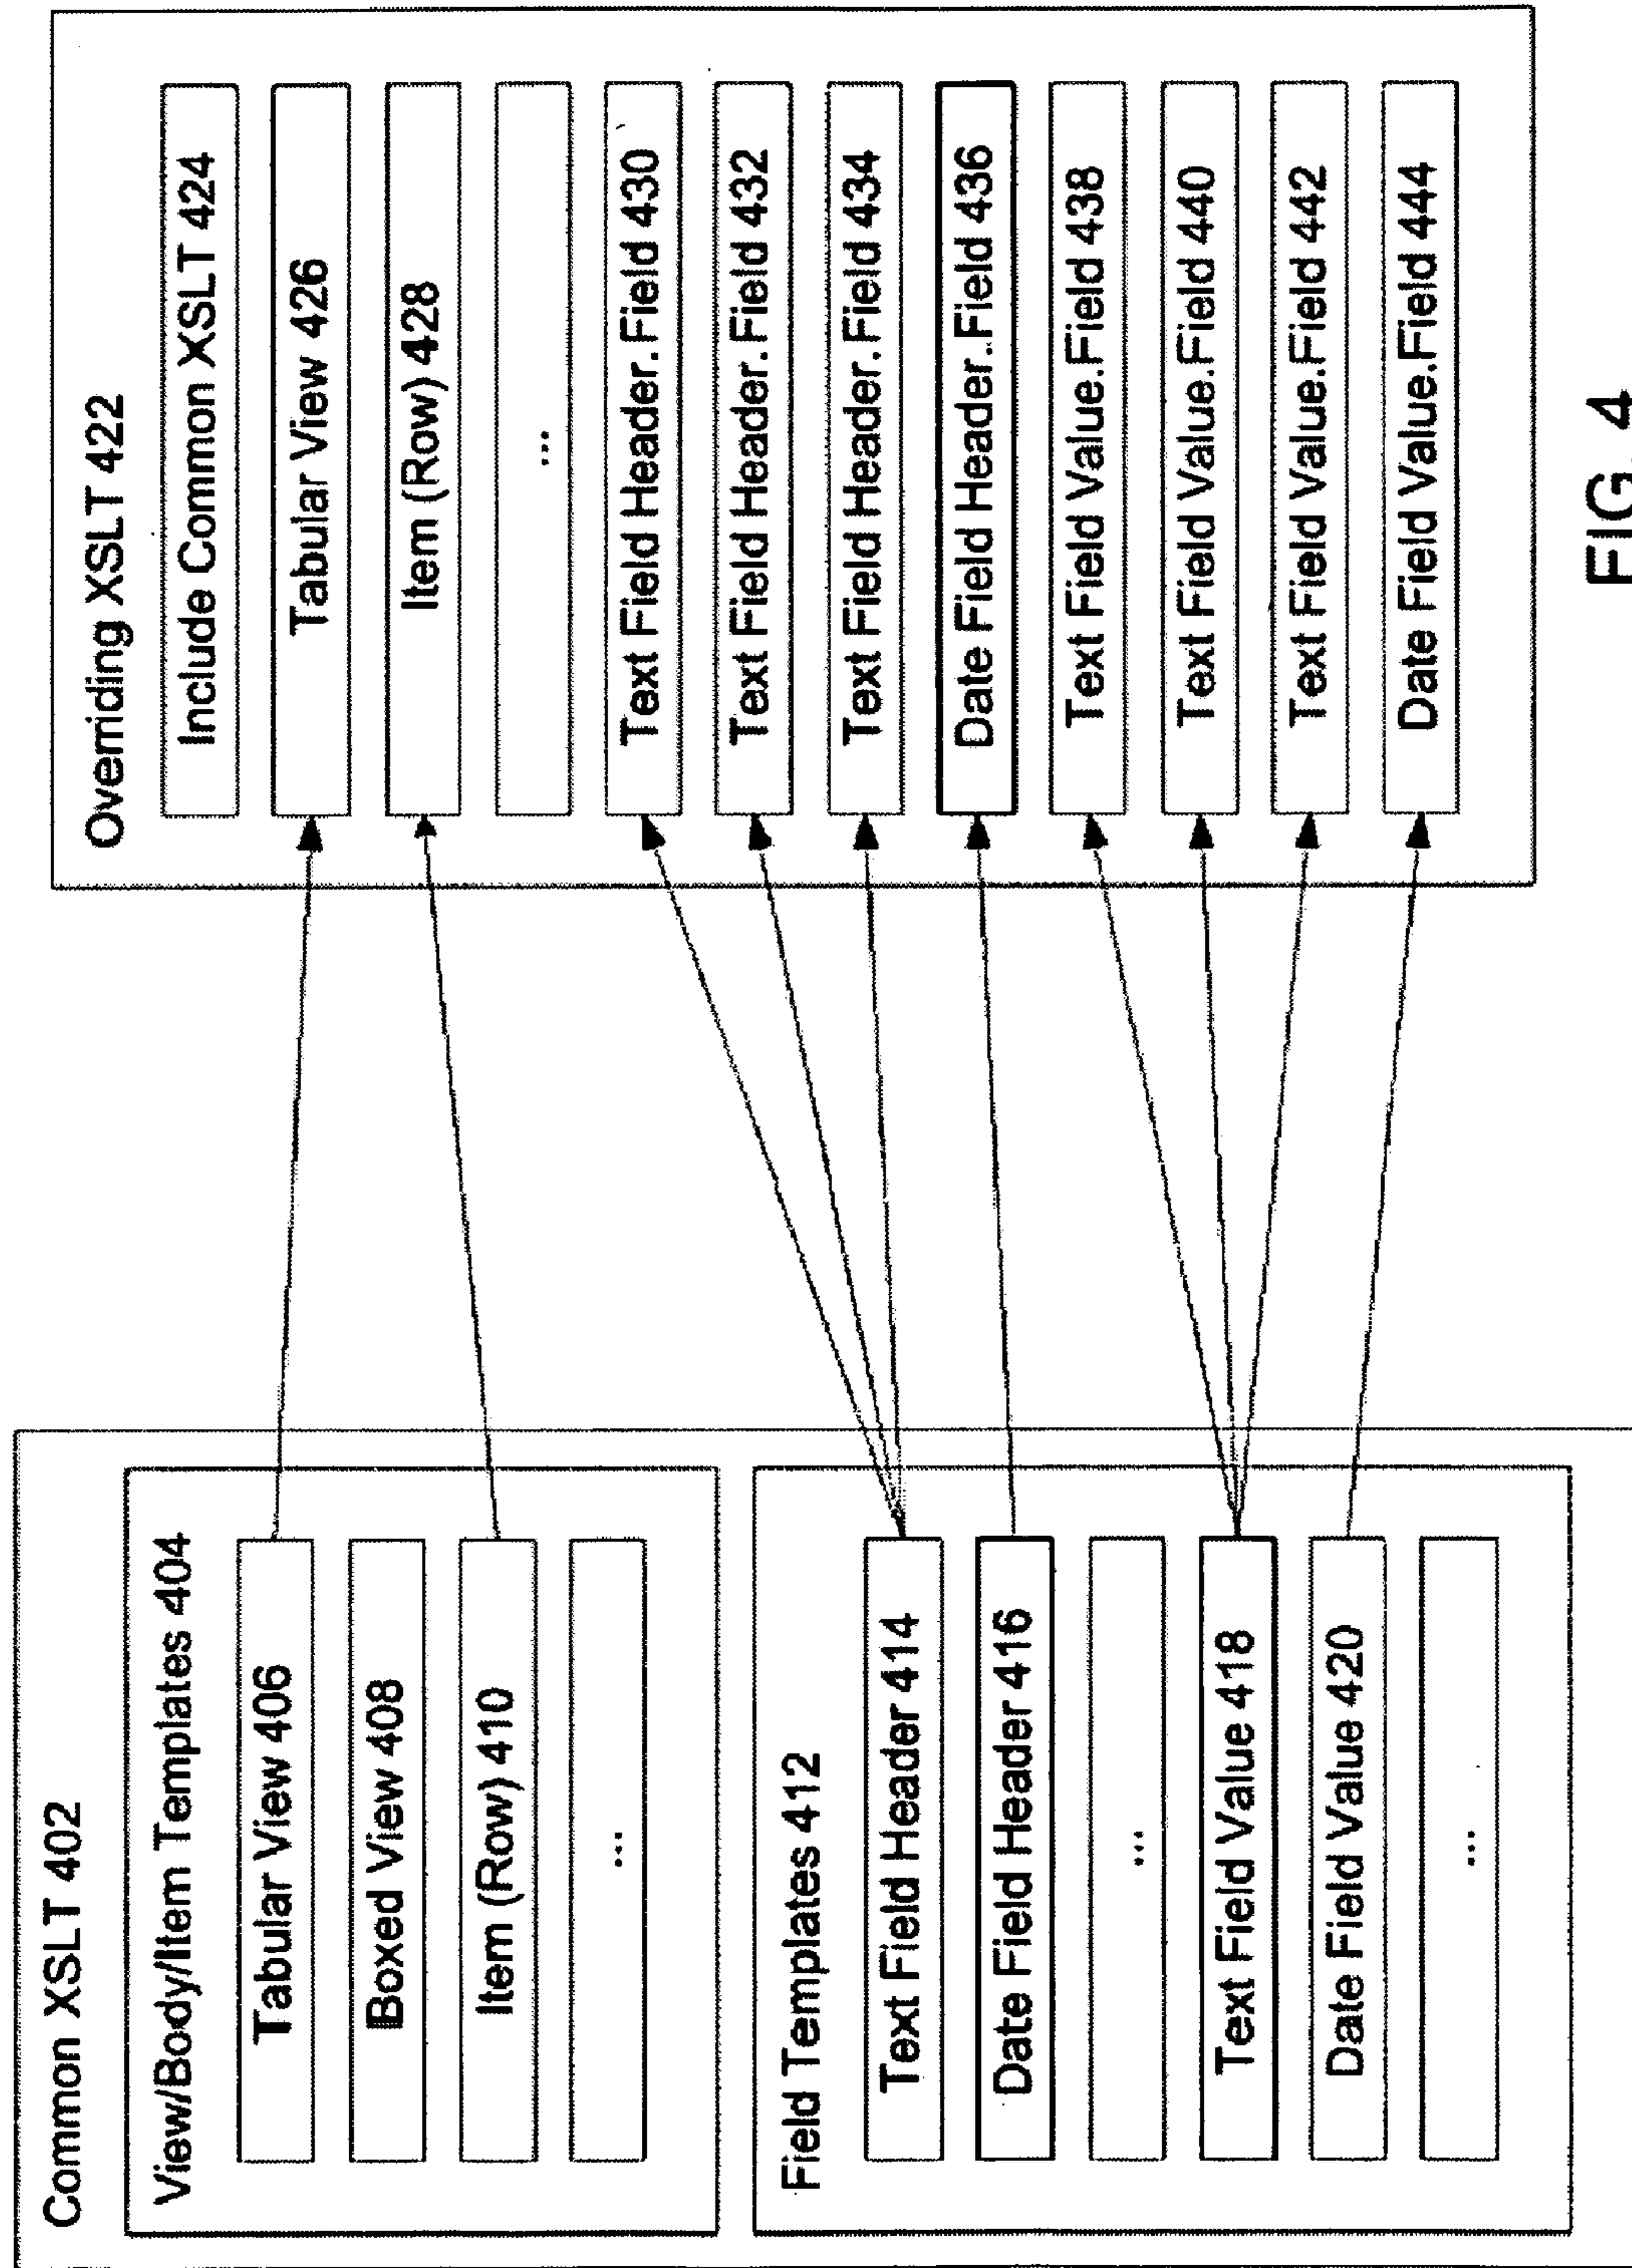 Common XSLT 402
View/Body/Item Templates 404
Tabular View 406
Boxed View 408
Item (Row) 410
...
Field Templates 412
Text Field Header 414
Date Field Header 416
...
Text Field Value 418
Date Field Value 420
...
Overriding XSLT 422
Include Common XSLT 424
Tabular View 426
Item (Row) 428
...
Text Field Header.Field 430
Text Field Header.Field 432
Text Field Header.Field 434
Date Field Header.Field 436
Text Field Value.Field 438
Text Field Value.Field 440
Text Field Value.Field 442
Date Field Value.Field 444
FIG. 4